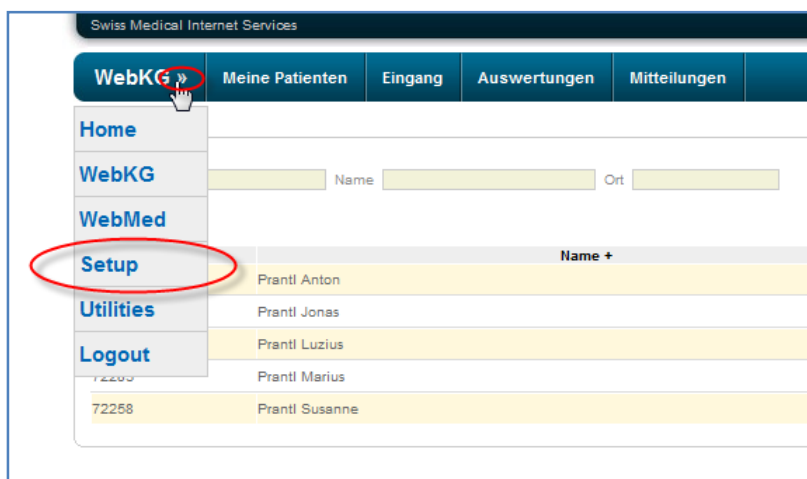 Swiss Medical Internet Services
WebKG » Meine Patienten Eingang Auswertungen Mitteilungen
Home
WebKG
Name Ort
WebMed
Name +
Setup
Prantl Anton
Utilities
Prantl Jonas
Prantl Luzius
Logout
Prantl Marius
72258 Prantl Susanne